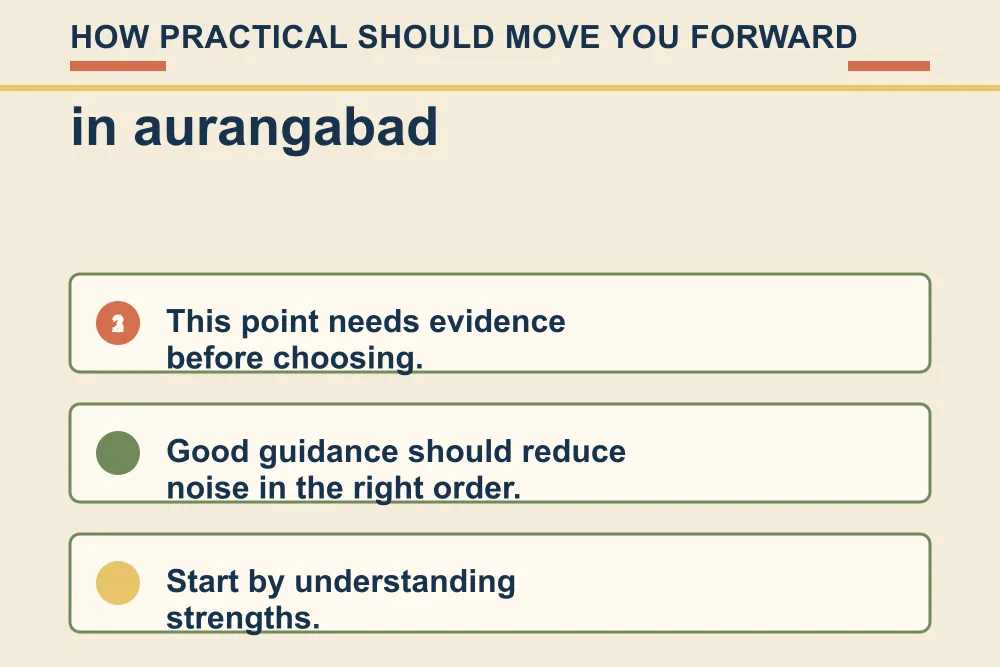 HOW PRACTICAL SHOULD MOVE YOU FORWARD
in aurangabad
This point needs evidence
before choosing.
Good guidance should reduce
noise in the right order.
Start by understanding
strengths.